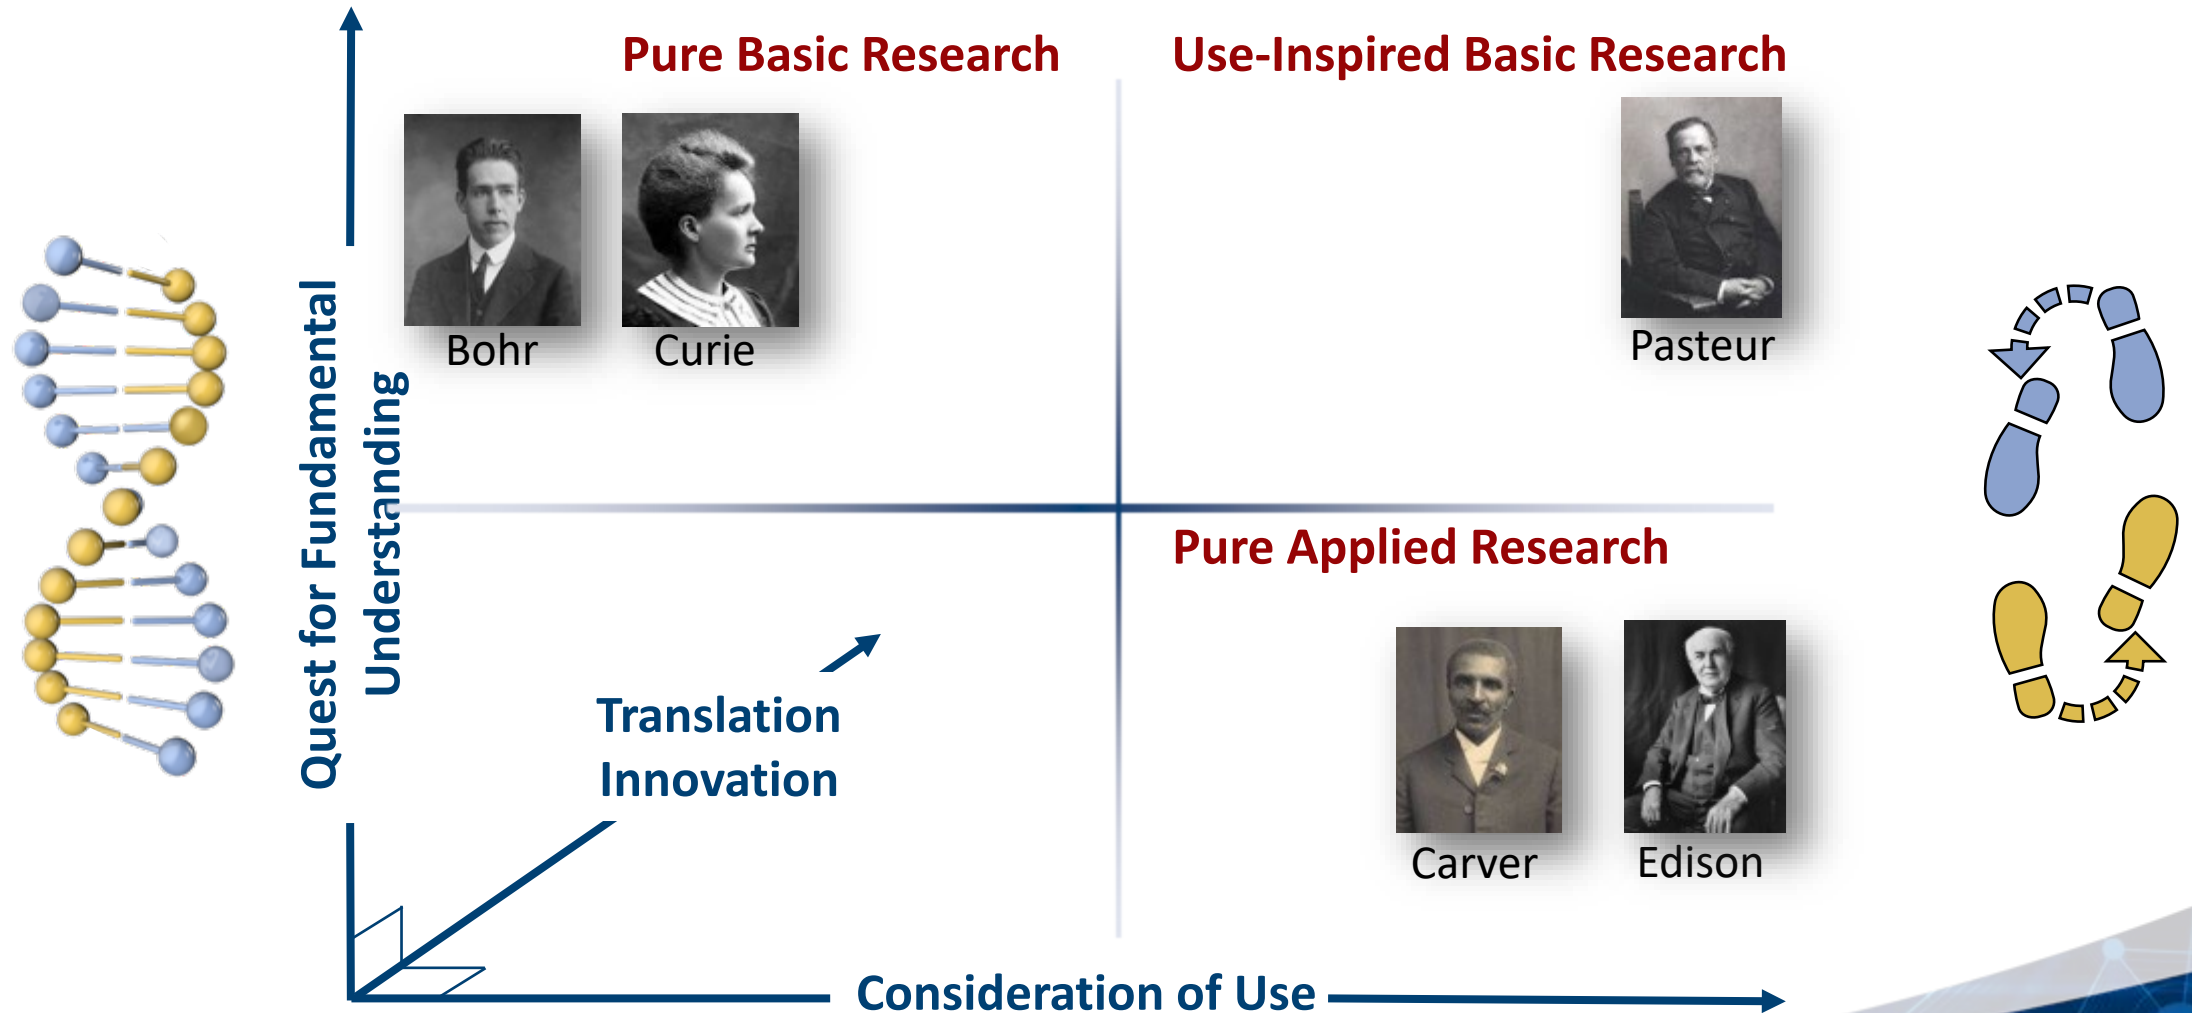 Pure Basic Research
Use-Inspired Basic Research
Bohr
Curie
Pasteur
Quest for Fundamental
Understanding
Pure Applied Research
Translation
Innovation
Carver
Edison
Consideration of Use